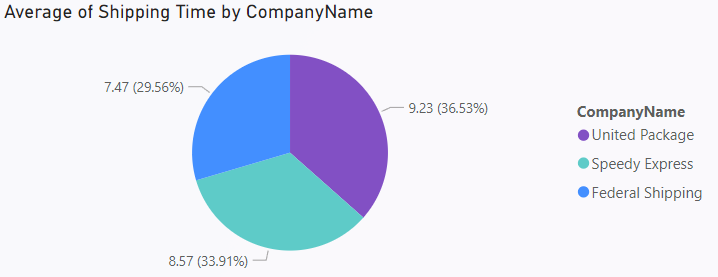 Average of Shipping Time by CompanyName
7.47 (29.56%)
9.23 (36.53%)
8.57 (33.91%)
CompanyName
United Package
Speedy Express
Federal Shipping